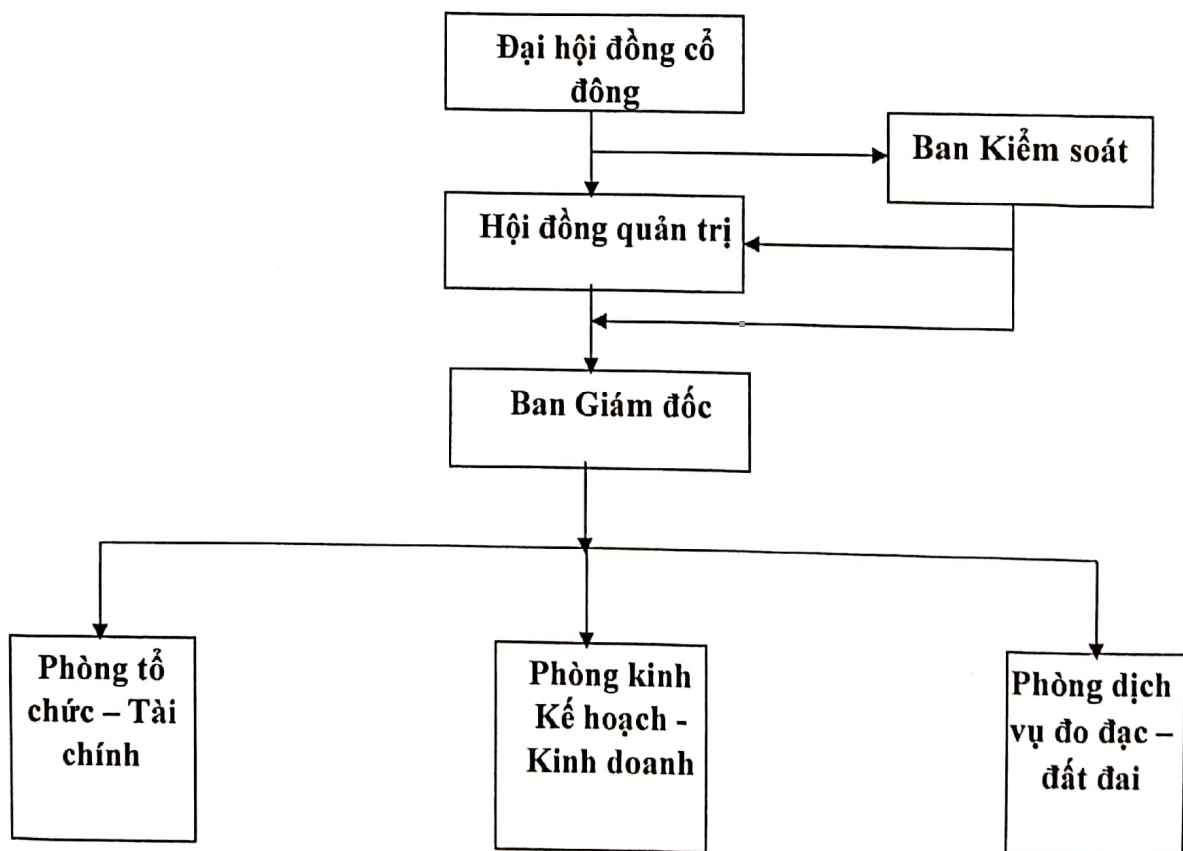 Đại hội đồng cổ
đông
Ban Kiểm soát
Hội đồng quản trị
Ban Giám đốc
Phòng tổ
chức – Tài
chính
Phòng kinh
Kế hoạch -
Kinh doanh
Phòng dịch
vụ đo đạc –
đất đai